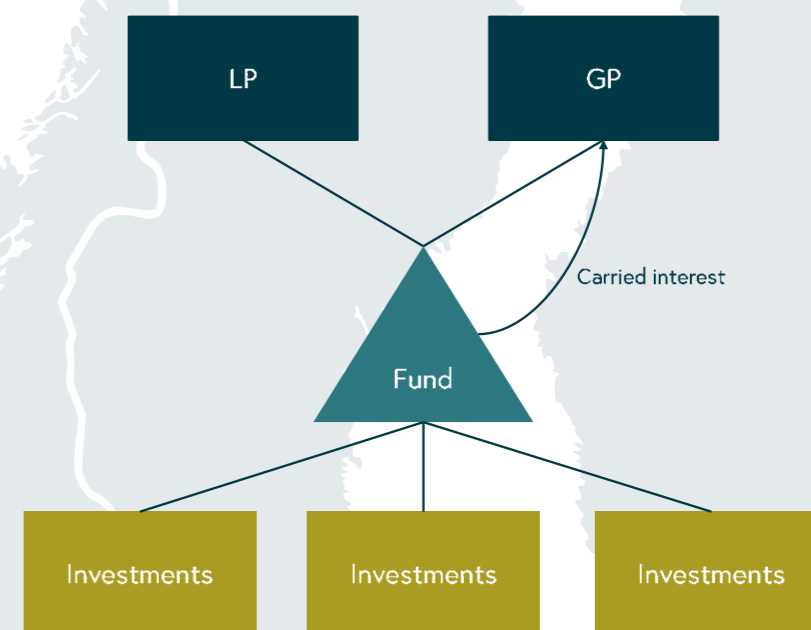 LP
GP
Carried interest
Fund
Investments
Investments
Investments